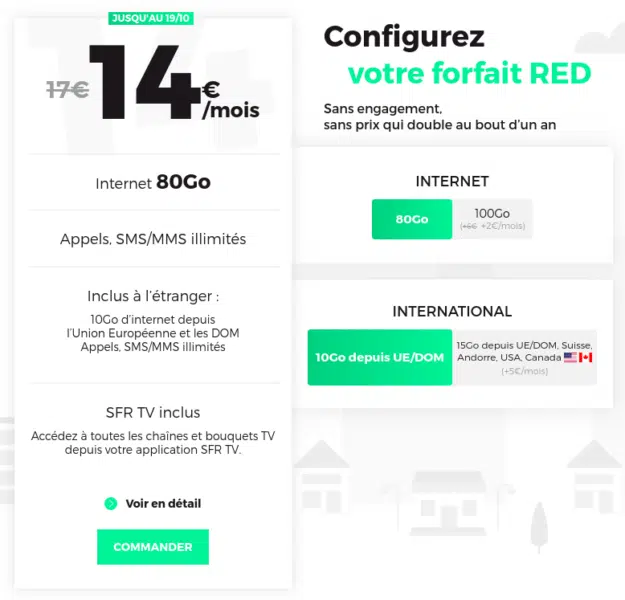 JUSQU'AU 19/10
17€
14€
/mois
Internet 80Go
Appels, SMS/MMS illimités
Inclus à l'étranger :
10Go d'internet depuis
l'Union Européenne et les DOM
Appels, SMS/MMS illimités
SFR TV inclus
Accédez à toutes les chaînes et bouquets TV
depuis votre application SFR TV.
Voir en détail
COMMANDER
Configurez
votre forfait RED
Sans engagement,
sans prix qui double au bout d'un an
INTERNET
80Go
100Go
(+5€ +2€/mois)
INTERNATIONAL
10Go depuis UE/DOM
15Go depuis UE/DOM, Suisse,
Andorre, USA, Canada
(+5€/mois)